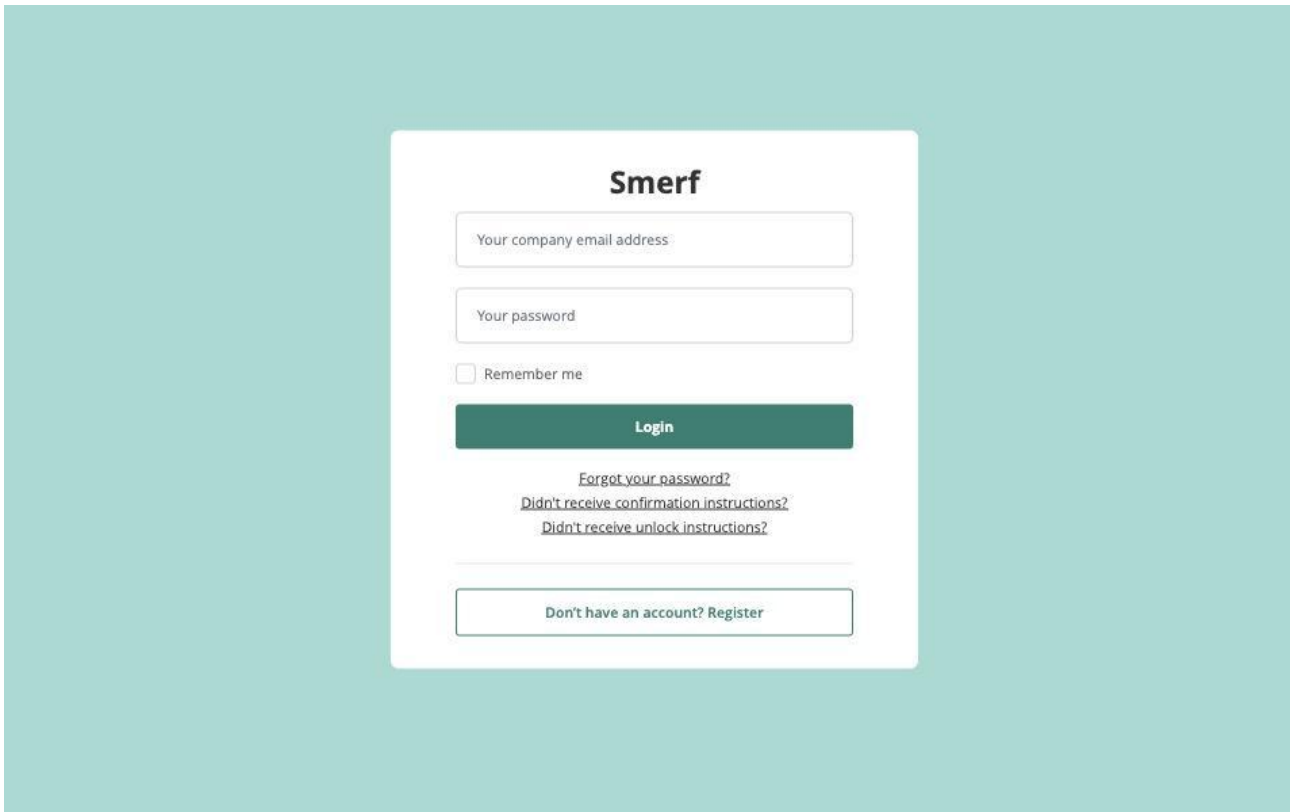 Smerf
Your company email address
Your password
Remember me
Login
Forgot your password?
Didn't receive confirmation instructions?
Didn't receive unlock instructions?
Don't have an account? Register